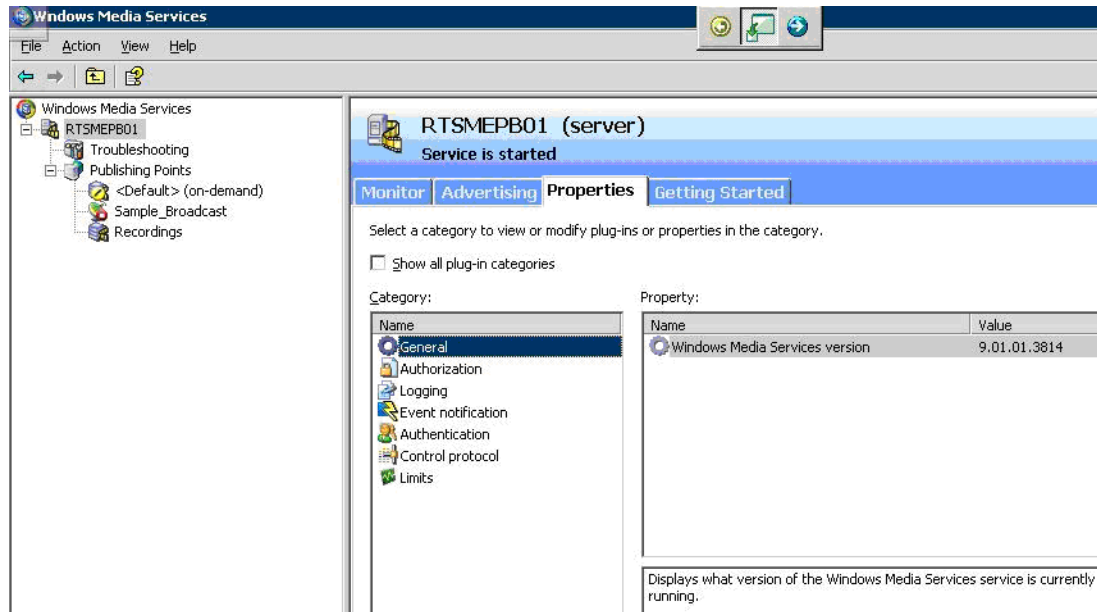 Windows Media Services
File Action View Help
Windows Media Services
RTSMEPB01
Troubleshooting
Publishing Points
<Default> (on-demand)
Sample_Broadcast
Recordings
RTSMEPB01 (server)
Service is started
Monitor Advertising Properties Getting Started
Select a category to view or modify plug-ins or properties in the category.
Show all plug-in categories
Category:
Name
General
Authorization
Logging
Event notification
Authentication
Control protocol
Limits
Property:
Name Value
Windows Media Services version 9.01.01.3814
Displays what version of the Windows Media Services service is currently
running.